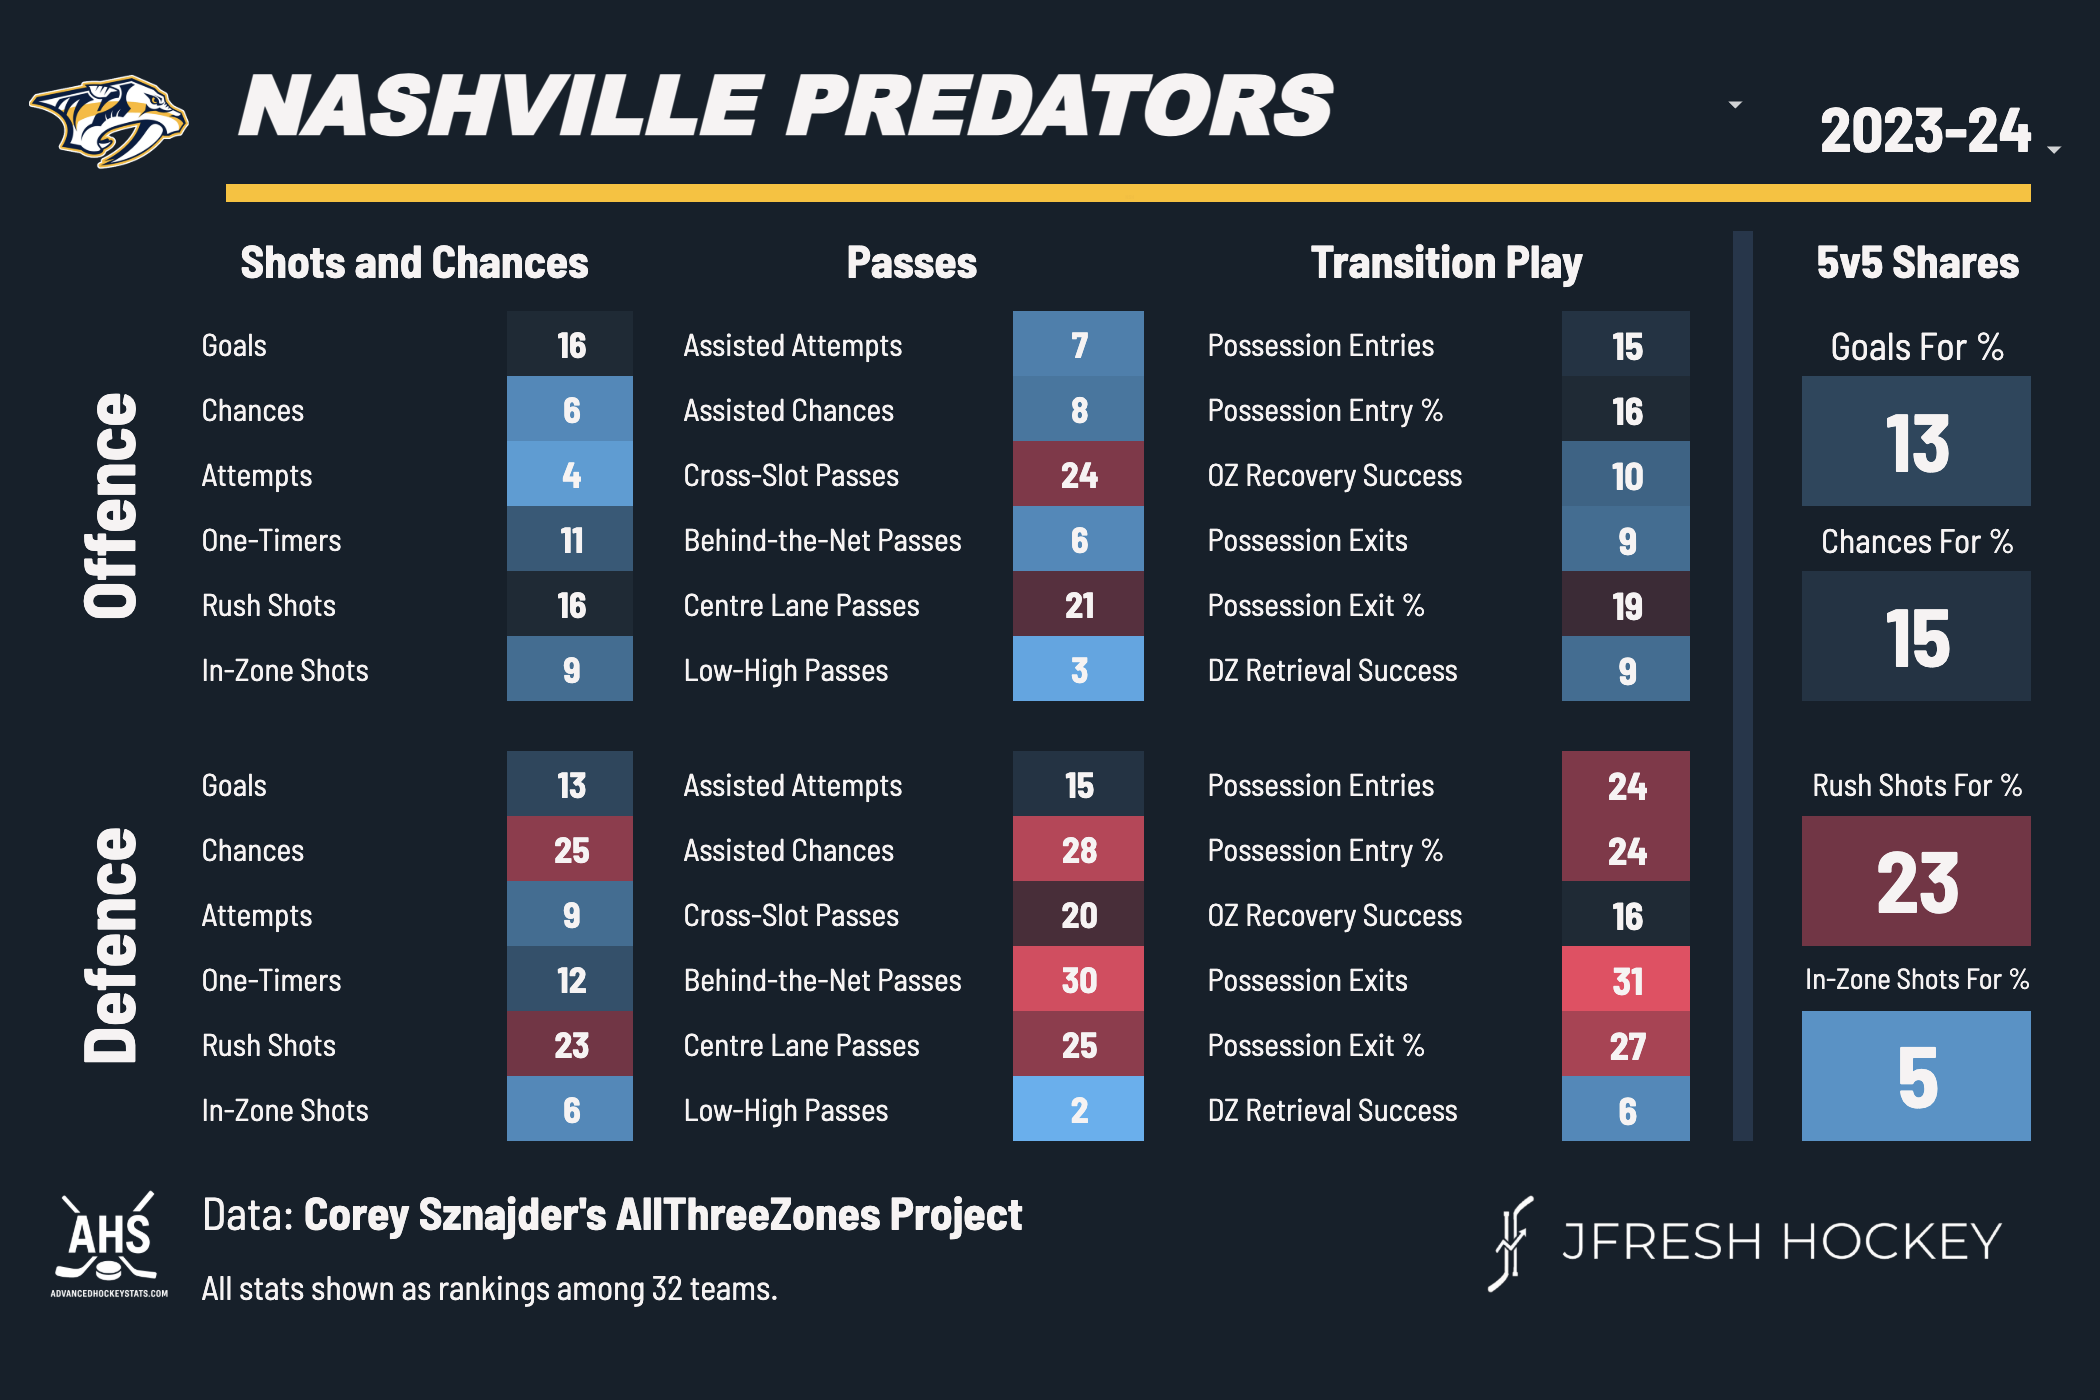 NASHVILLE PREDATORS
2023-24
Shots and Chances Passes Transition Play 5v5 Shares
Offence
Goals 16 Assisted Attempts 7 Possession Entries 15
Chances 6 Assisted Chances 8 Possession Entry % 16
Attempts 4 Cross-Slot Passes 24 OZ Recovery Success 10
One-Timers 11 Behind-the-Net Passes 6 Possession Exits 9
Rush Shots 16 Centre Lane Passes 21 Possession Exit % 19
In-Zone Shots 9 Low-High Passes 3 DZ Retrieval Success 9
Defence
Goals 13 Assisted Attempts 15 Possession Entries 24
Chances 25 Assisted Chances 28 Possession Entry % 24
Attempts 9 Cross-Slot Passes 20 OZ Recovery Success 16
One-Timers 12 Behind-the-Net Passes 30 Possession Exits 31
Rush Shots 23 Centre Lane Passes 25 Possession Exit % 27
In-Zone Shots 6 Low-High Passes 2 DZ Retrieval Success 6
Goals For %
13
Chances For %
15
Rush Shots For %
23
In-Zone Shots For %
5
AHS
ADVANCEDHOCKEYSTATS.COM
Data: Corey Sznajder's AllThreeZones Project
All stats shown as rankings among 32 teams.
JFRESH HOCKEY